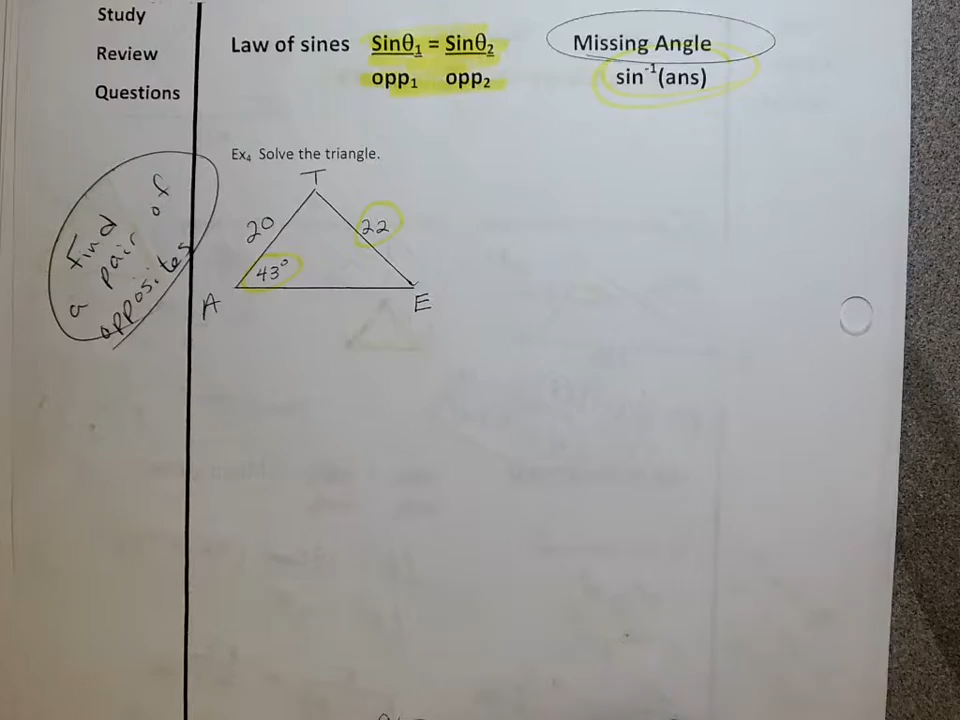 Study
Review
Questions
Law of sines Sinθ₁ = Sinθ₂
opp₁ opp₂
Missing Angle
sin⁻¹(ans)
Ex₄ Solve the triangle.
T
20
22
43°
A
E
Find
a pair of
opposites